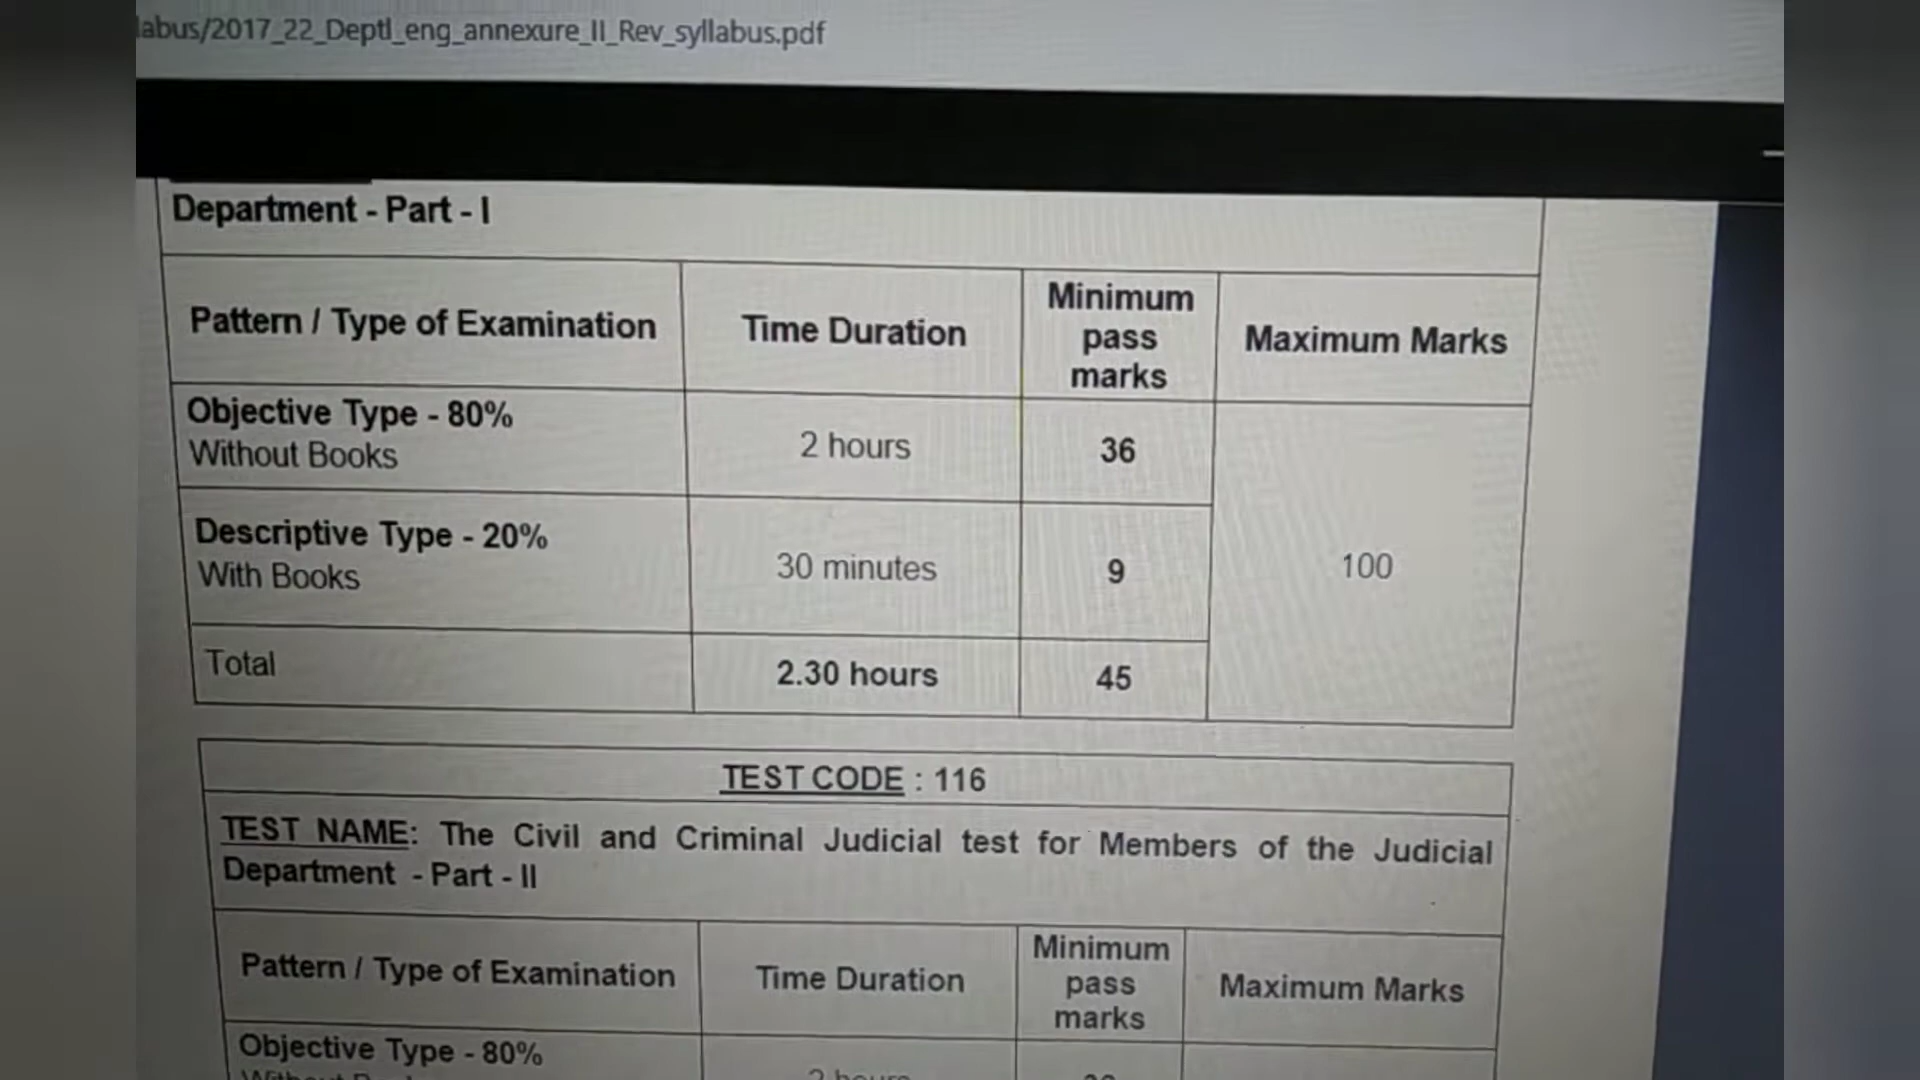 labus/2017_22_Deptl_eng_annexure_II_Rev_syllabus.pdf
Department - Part - I
Pattern / Type of Examination
Time Duration
Minimum
pass
marks
Maximum Marks
Objective Type - 80%
Without Books
2 hours
36
Descriptive Type - 20%
With Books
30 minutes
9
100
Total
2.30 hours
45
TEST CODE : 116
TEST NAME: The Civil and Criminal Judicial test for Members of the Judicial
Department - Part - II
Pattern / Type of Examination
Time Duration
Minimum
pass
marks
Maximum Marks
Objective Type - 80%